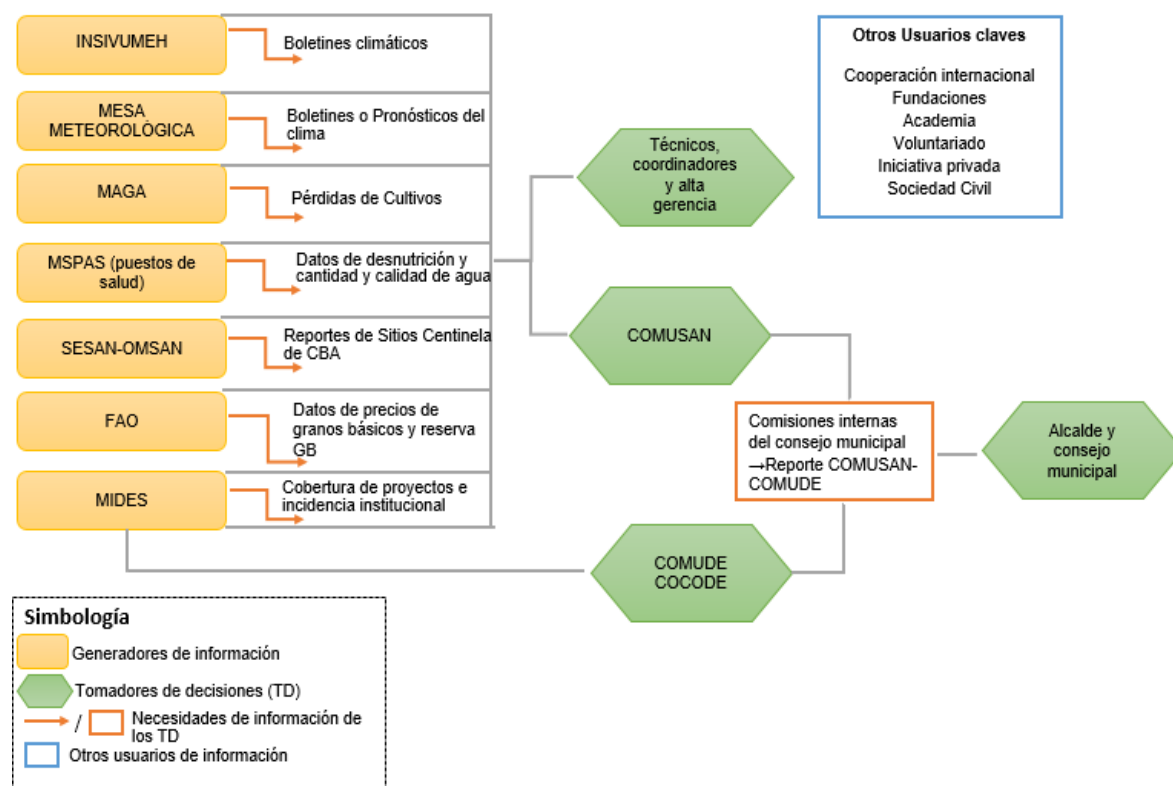 INSIVUMEH
Boletines climáticos
MESA
METEOROLÒGICA
Boletines o Pronósticos del
clima
MAGA
Pérdidas de Cultivos
MSPAS (puestos de
salud)
Datos de desnutrición y
cantidad y calidad de agua
SESAN-OMSAN
Reportes de Sitios Centinela
de CBA
FAO
Datos de precios de
granos básicos y reserva
GB
MIDES
Cobertura de proyectos e
incidencia institucional
Técnicos,
coordinadores
y alta
gerencia
COMUSAN
COMUDE
COCODE
Comisiones internas
del consejo municipal
→Reporte COMUSAN-
COMUDE
Alcalde y
consejo
municipal
Otros Usuarios claves
Cooperación internacional
Fundaciones
Academia
Voluntariado
Iniciativa privada
Sociedad Civil
Simbología
Generadores de información
Tomadores de decisiones (TD)
/ Necesidades de información de
los TD
Otros usuarios de información